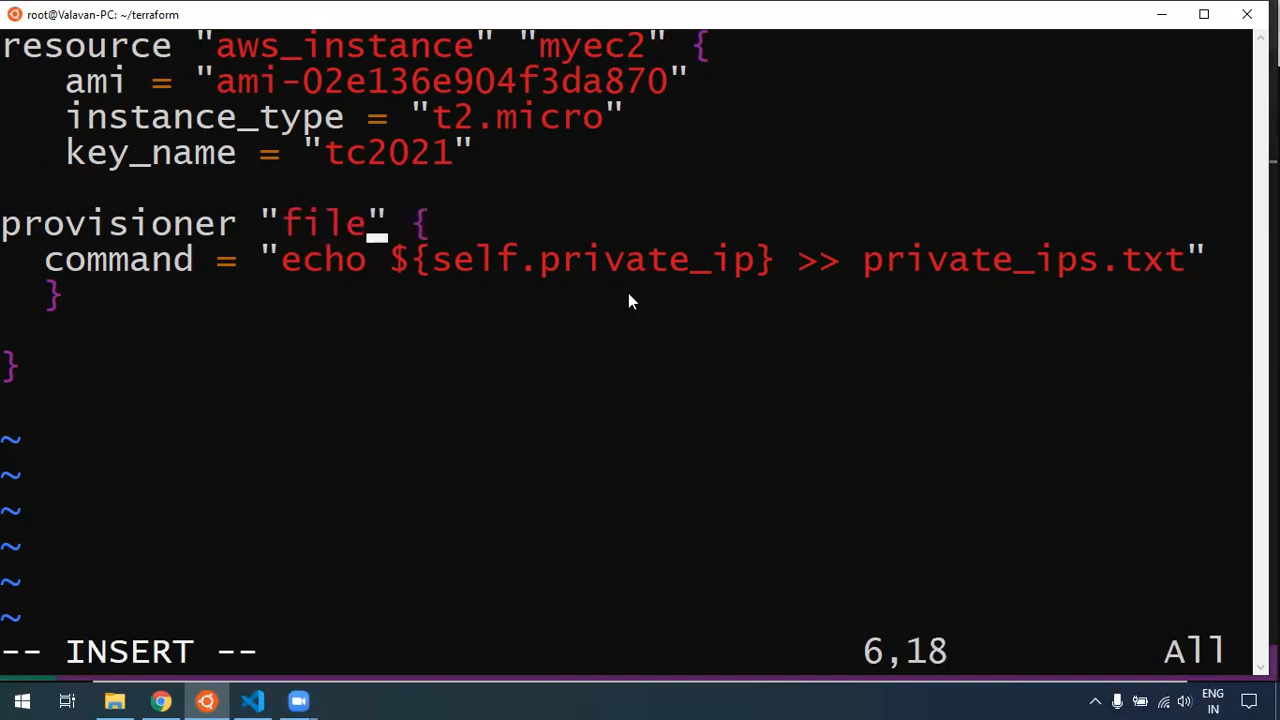 root@Valavan-PC: ~/terraform
resource "aws_instance" "myec2" {
ami = "ami-02e136e904f3da870"
instance_type = "t2.micro"
key_name = "tc2021"
provisioner "file" {
command = "echo ${self.private_ip} >> private_ips.txt"
}
}
~
~
~
~
~
~
-- INSERT --
6,18
All
ENG
IN